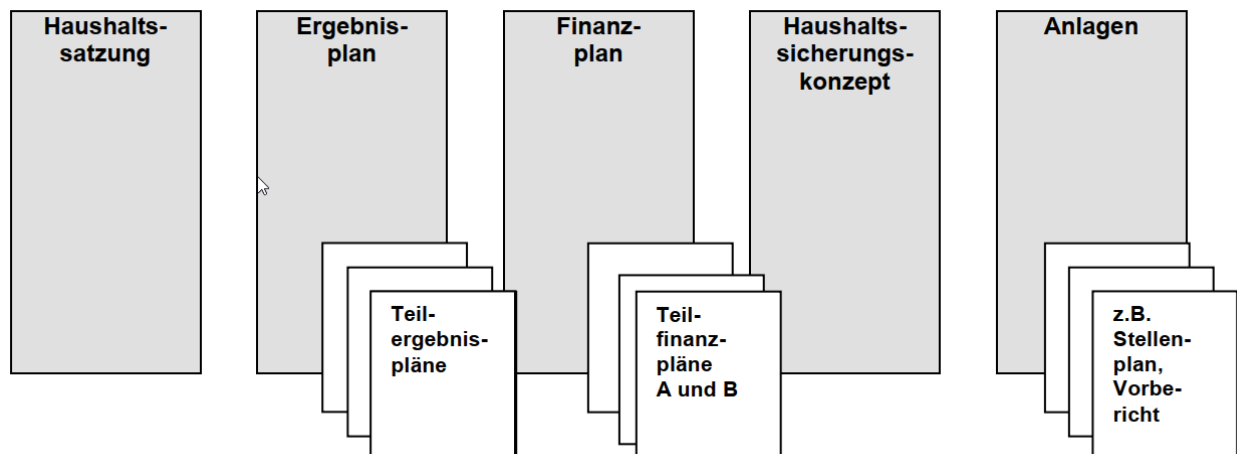 Haushalts-
satzung
Ergebnis-
plan
Finanz-
plan
Haushalts-
sicherungs-
konzept
Anlagen
Teil-
ergebnis-
pläne
Teil-
finanz-
pläne
A und B
z.B.
Stellen-
plan,
Vorbe-
richt